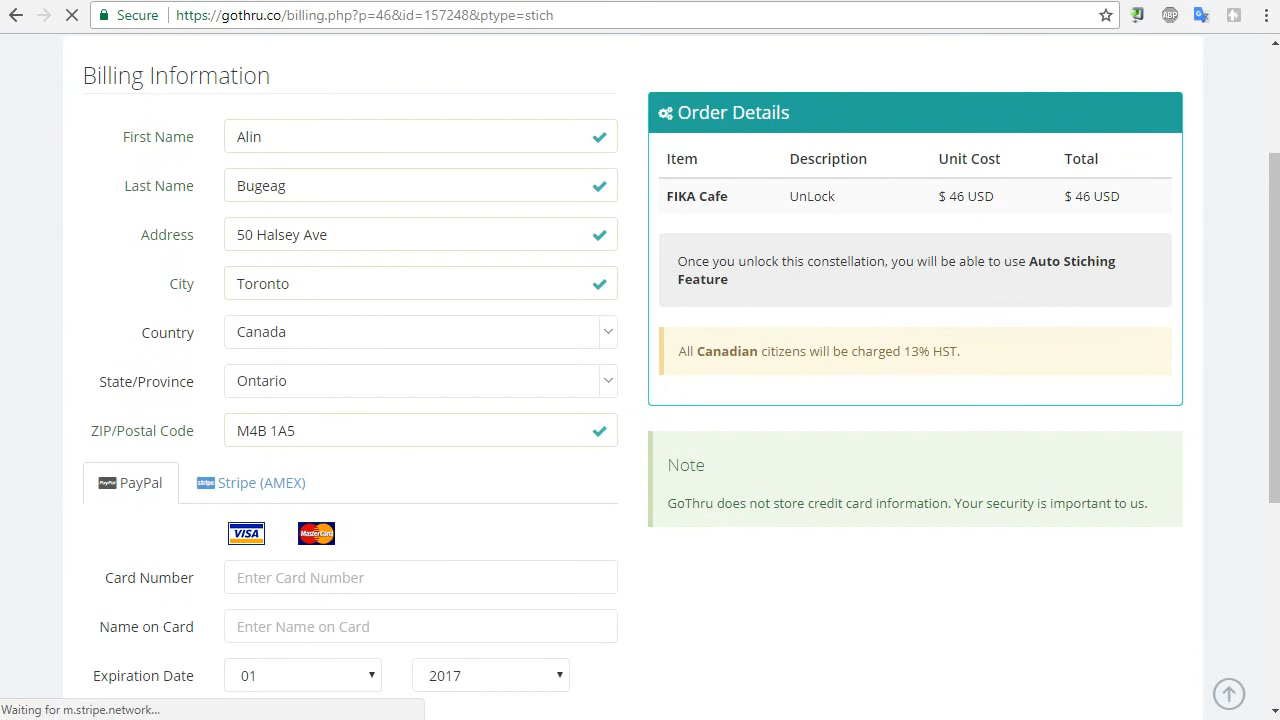 Secure
https://gothru.co/billing.php?p=46&id=157248&ptype=stich
ABP
Billing Information
First Name
Alin
Last Name
Bugeag
Address
50 Halsey Ave
City
Toronto
Country
Canada
State/Province
Ontario
ZIP/Postal Code
M4B 1A5
PayPal
PayPal
stripe
Stripe (AMEX)
VISA
MasterCard
Card Number
Enter Card Number
Name on Card
Enter Name on Card
Expiration Date
01
2017
Order Details
Item Description Unit Cost Total
FIKA Cafe UnLock $ 46 USD $ 46 USD
Once you unlock this constellation, you will be able to use Auto Stiching
Feature
All Canadian citizens will be charged 13% HST.
Note
GoThru does not store credit card information. Your security is important to us.
Waiting for m.stripe.network...